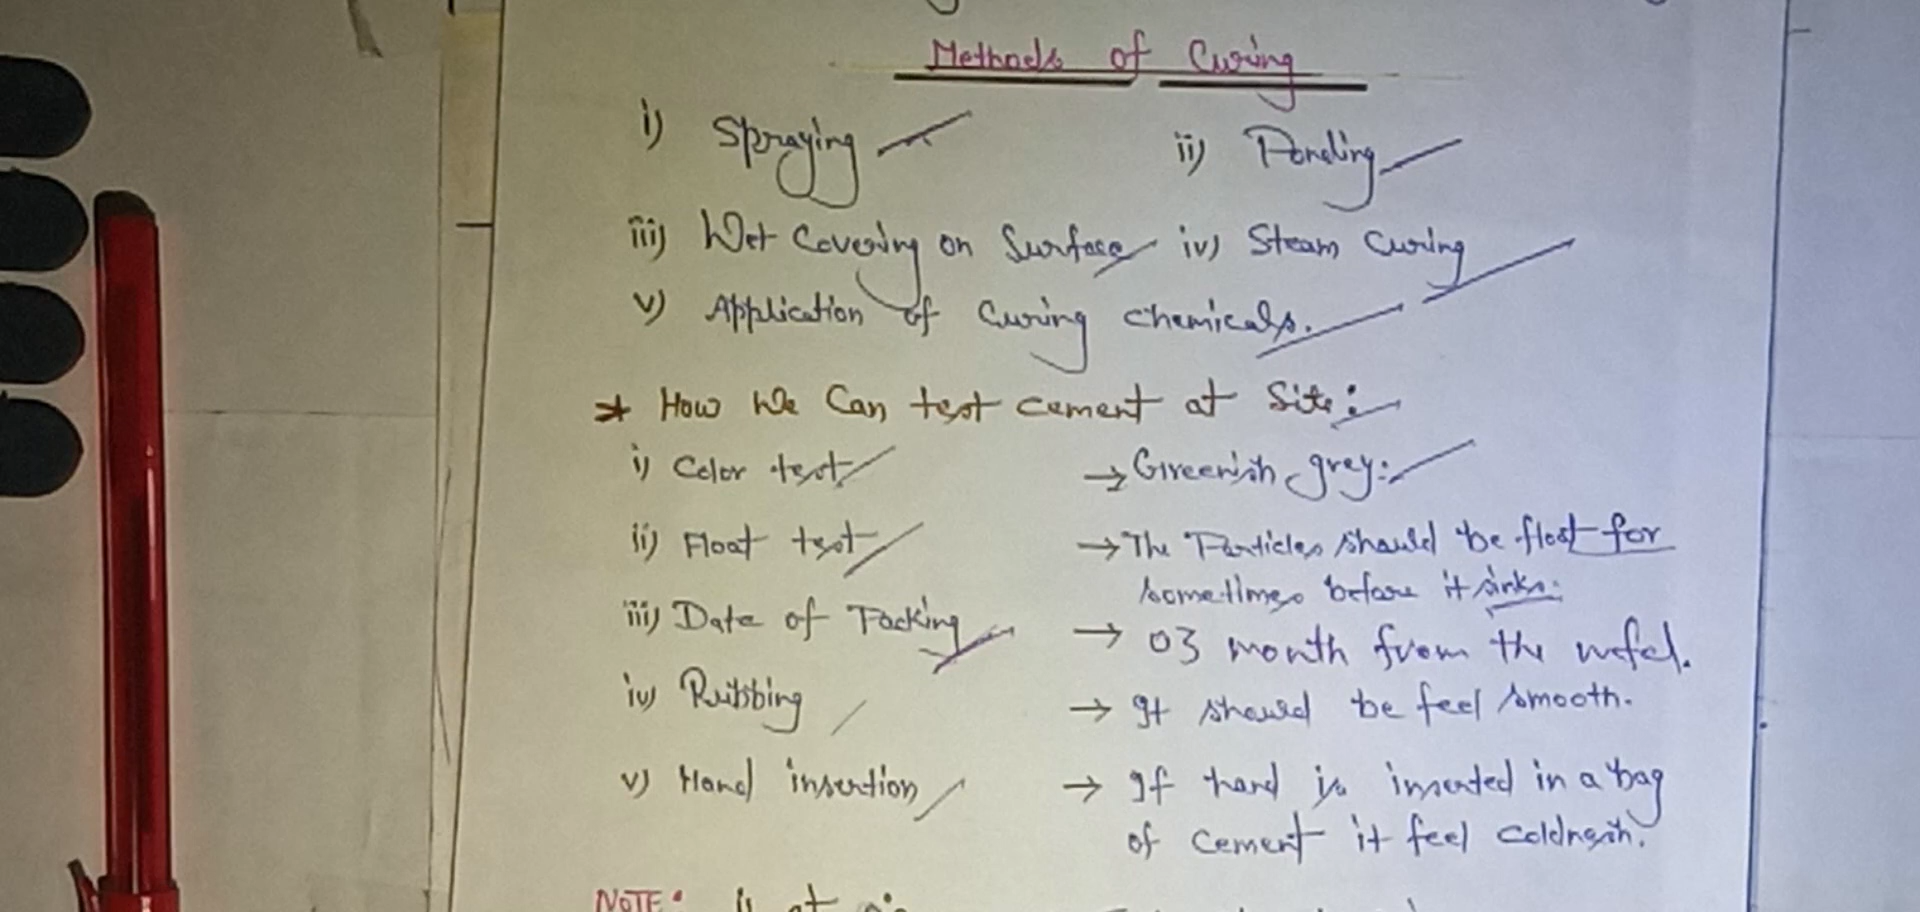 Methods of Curing
i) Spraying ii) Ponding
iii) Wet Covering on Surface iv) Steam Curing
v) Application of Curing Chemicals.
* How We Can test cement at Site:
i) Color test → Greenish grey.
ii) Float test → The Particles should be float for
sometimes before it sinks.
iii) Date of Packing → 03 month from the mfcd.
iv) Rubbing → It should be feel smooth.
v) Hand insertion → If hand is inserted in a bag
of cement it feel coldnesh.
NOTE: